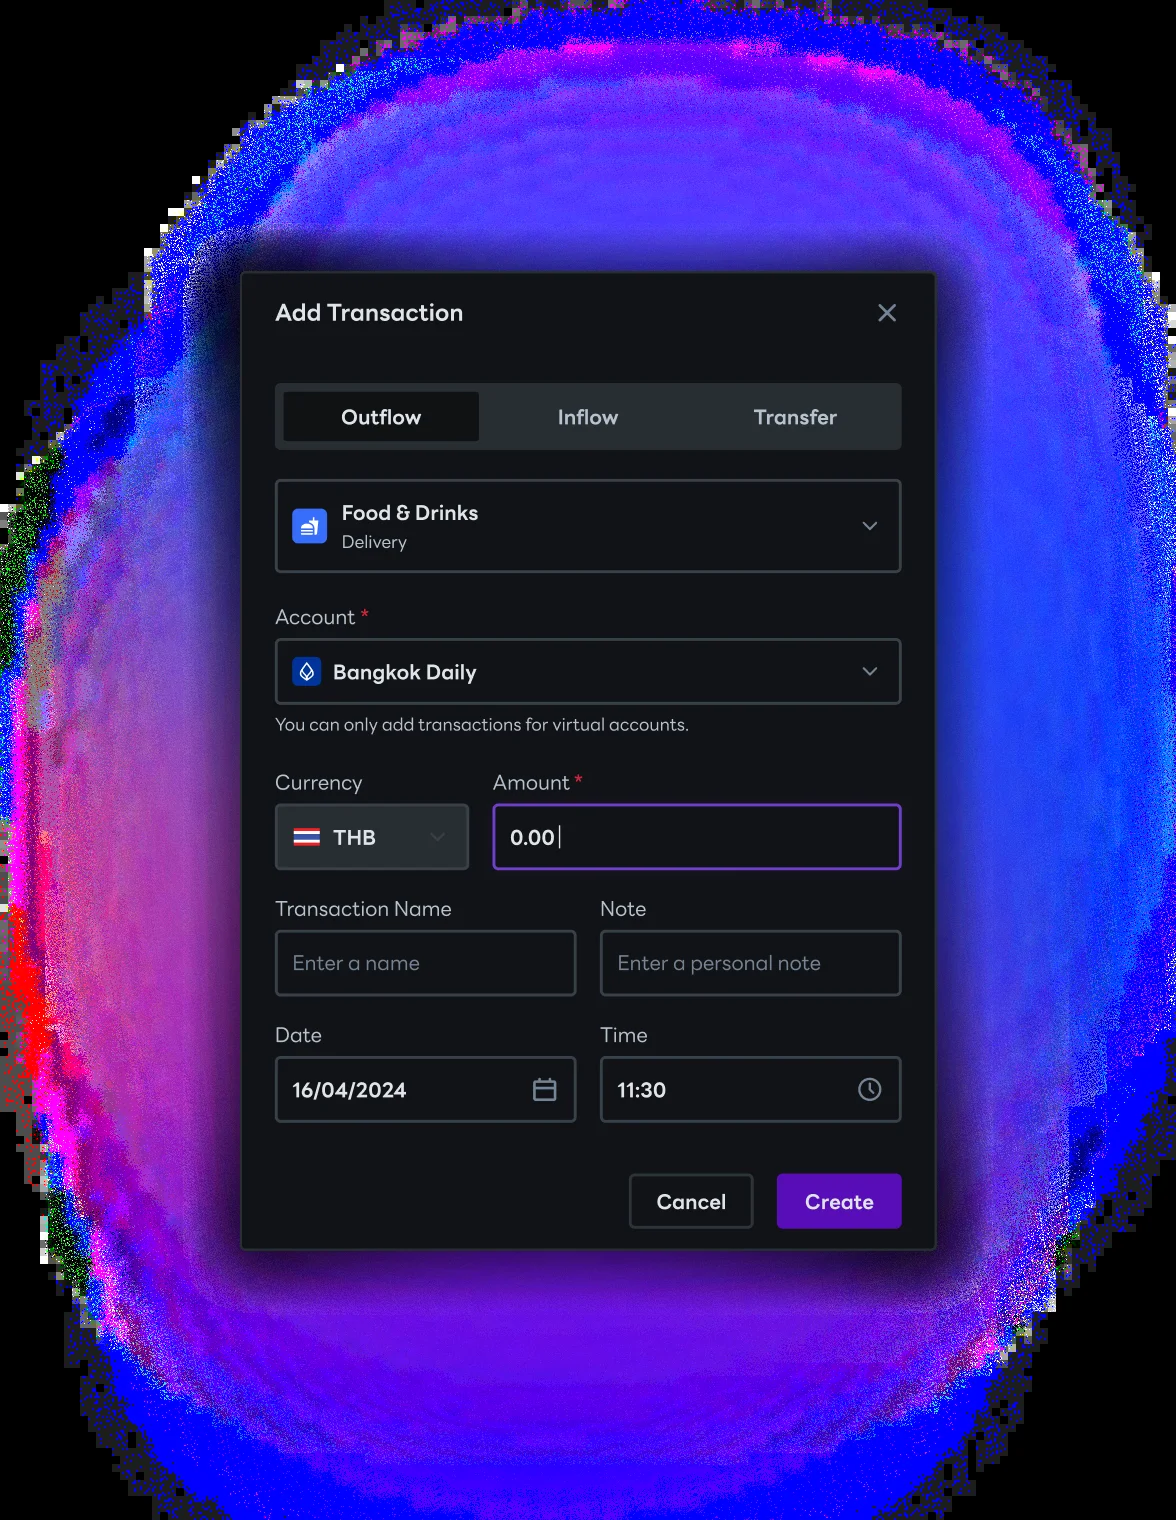 Add Transaction
Outflow
Inflow
Transfer
Food & Drinks
Delivery
Account *
Bangkok Daily
You can only add transactions for virtual accounts.
Currency
Amount *
THB
0.00
Transaction Name
Note
Enter a name
Enter a personal note
Date
Time
16/04/2024
11:30
Cancel
Create